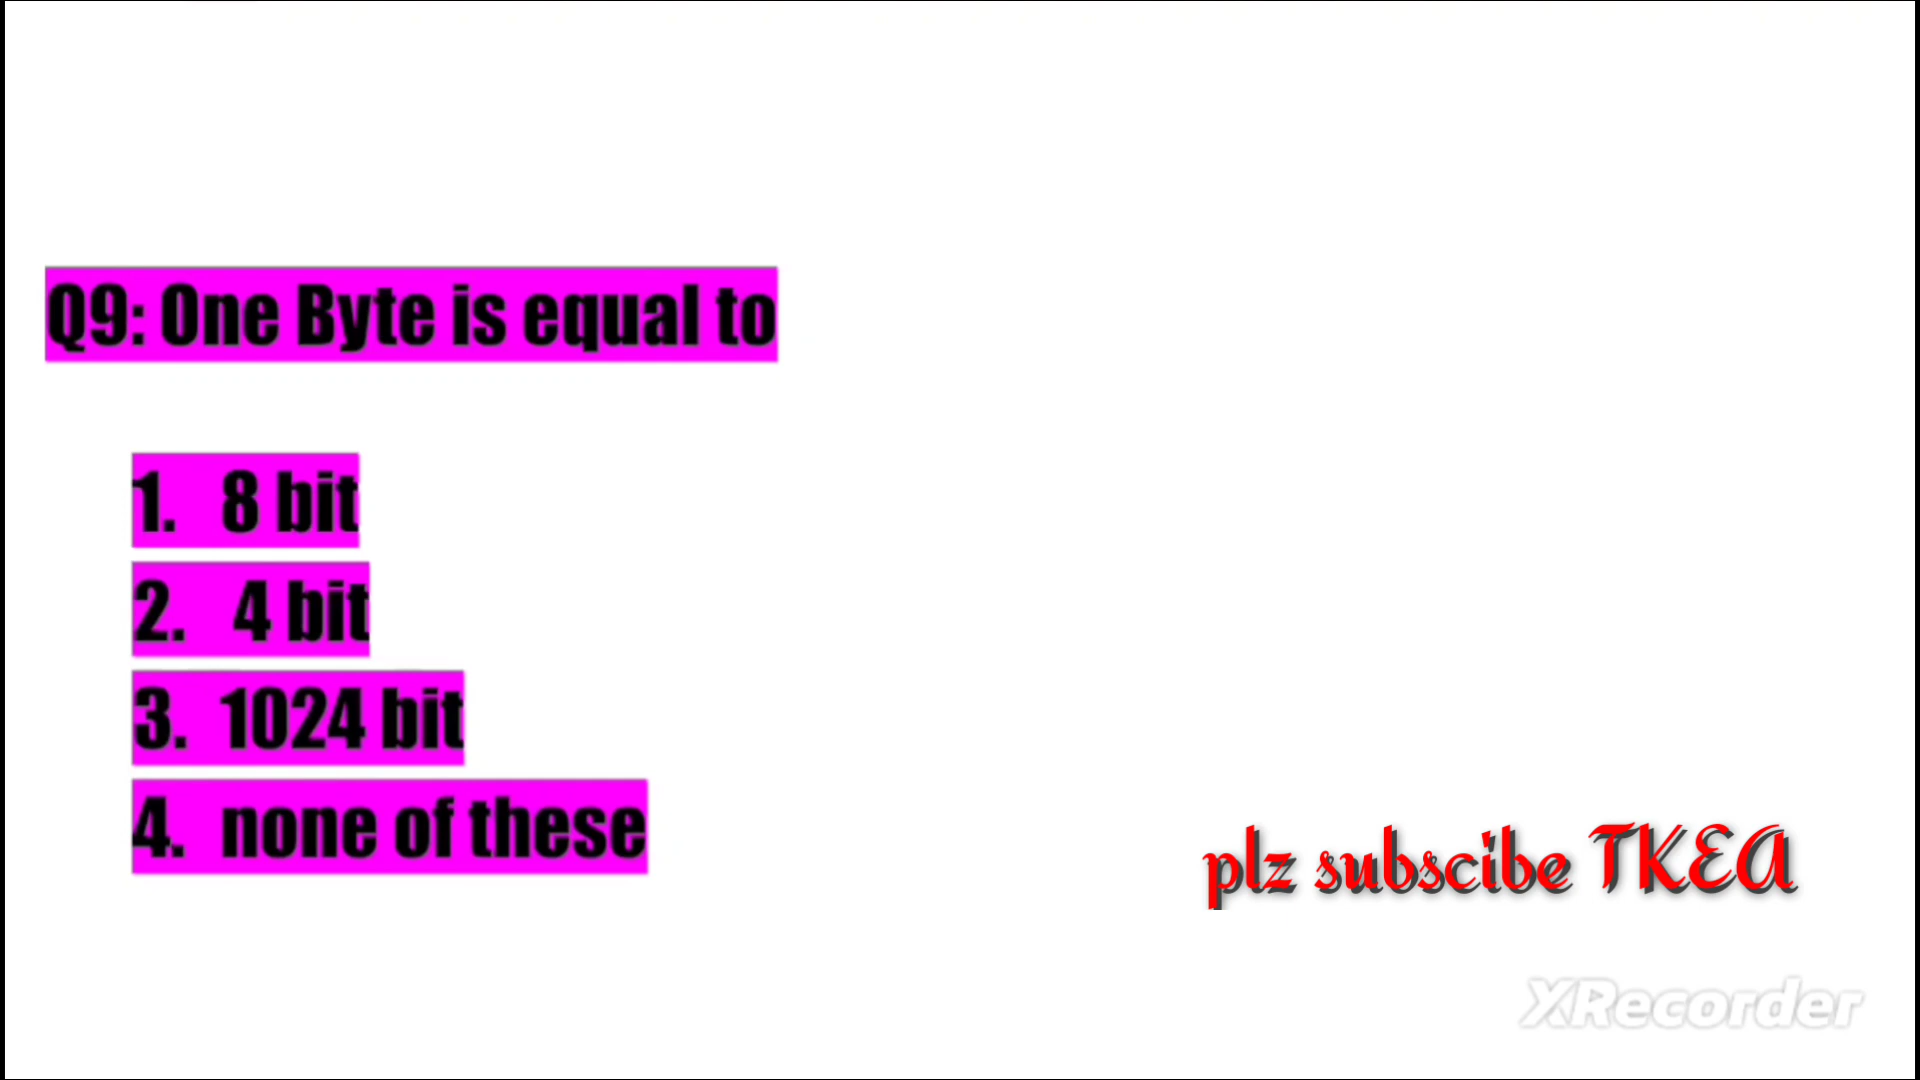 Q9: One Byte is equal to
1. 8 bit
2. 4 bit
3. 1024 bit
4. none of these
plz subscibe TKEA
XRecorder